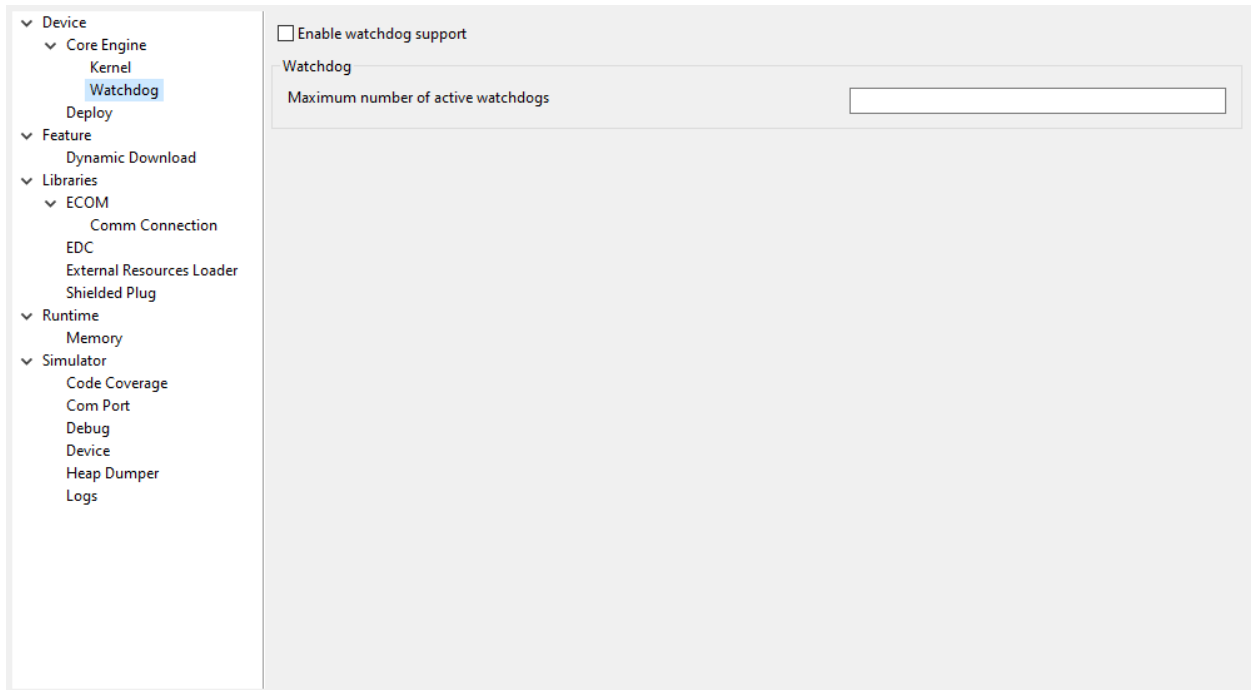 Device
Core Engine
Kernel
Watchdog
Deploy
Feature
Dynamic Download
Libraries
ECOM
Comm Connection
EDC
External Resources Loader
Shielded Plug
Runtime
Memory
Simulator
Code Coverage
Com Port
Debug
Device
Heap Dumper
Logs
Enable watchdog support
Watchdog
Maximum number of active watchdogs